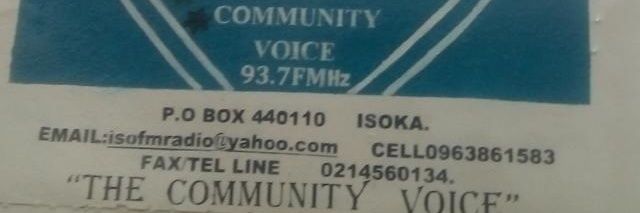 COMMUNITY
VOICE
93.7FMHz
P.O BOX 440110 ISOKA.
EMAIL:isofmradio@yahoo.com CELL0963861583
FAX/TEL LINE 0214560134.
"THE COMMUNITY VOICE"